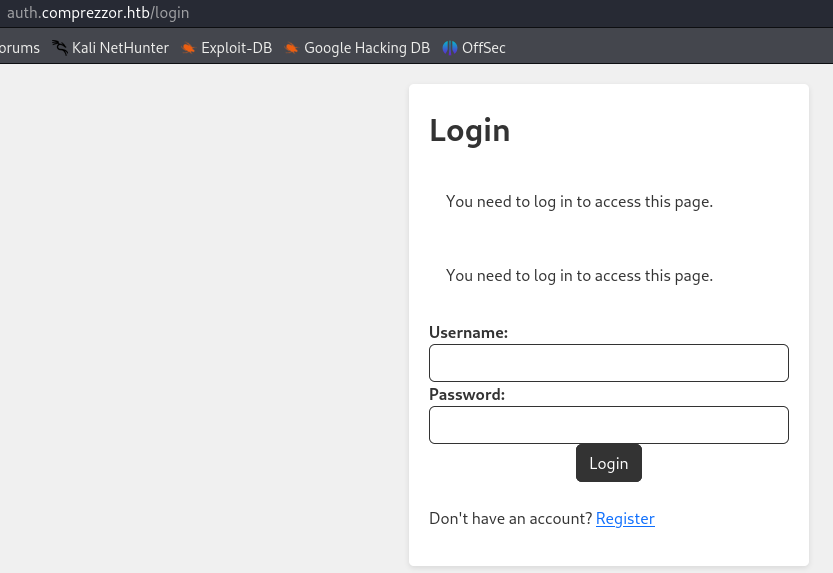 auth.comprezzor.htb/login
orums Kali NetHunter Exploit-DB Google Hacking DB OffSec
Login
You need to log in to access this page.
You need to log in to access this page.
Username:
Password:
Login
Don't have an account? Register